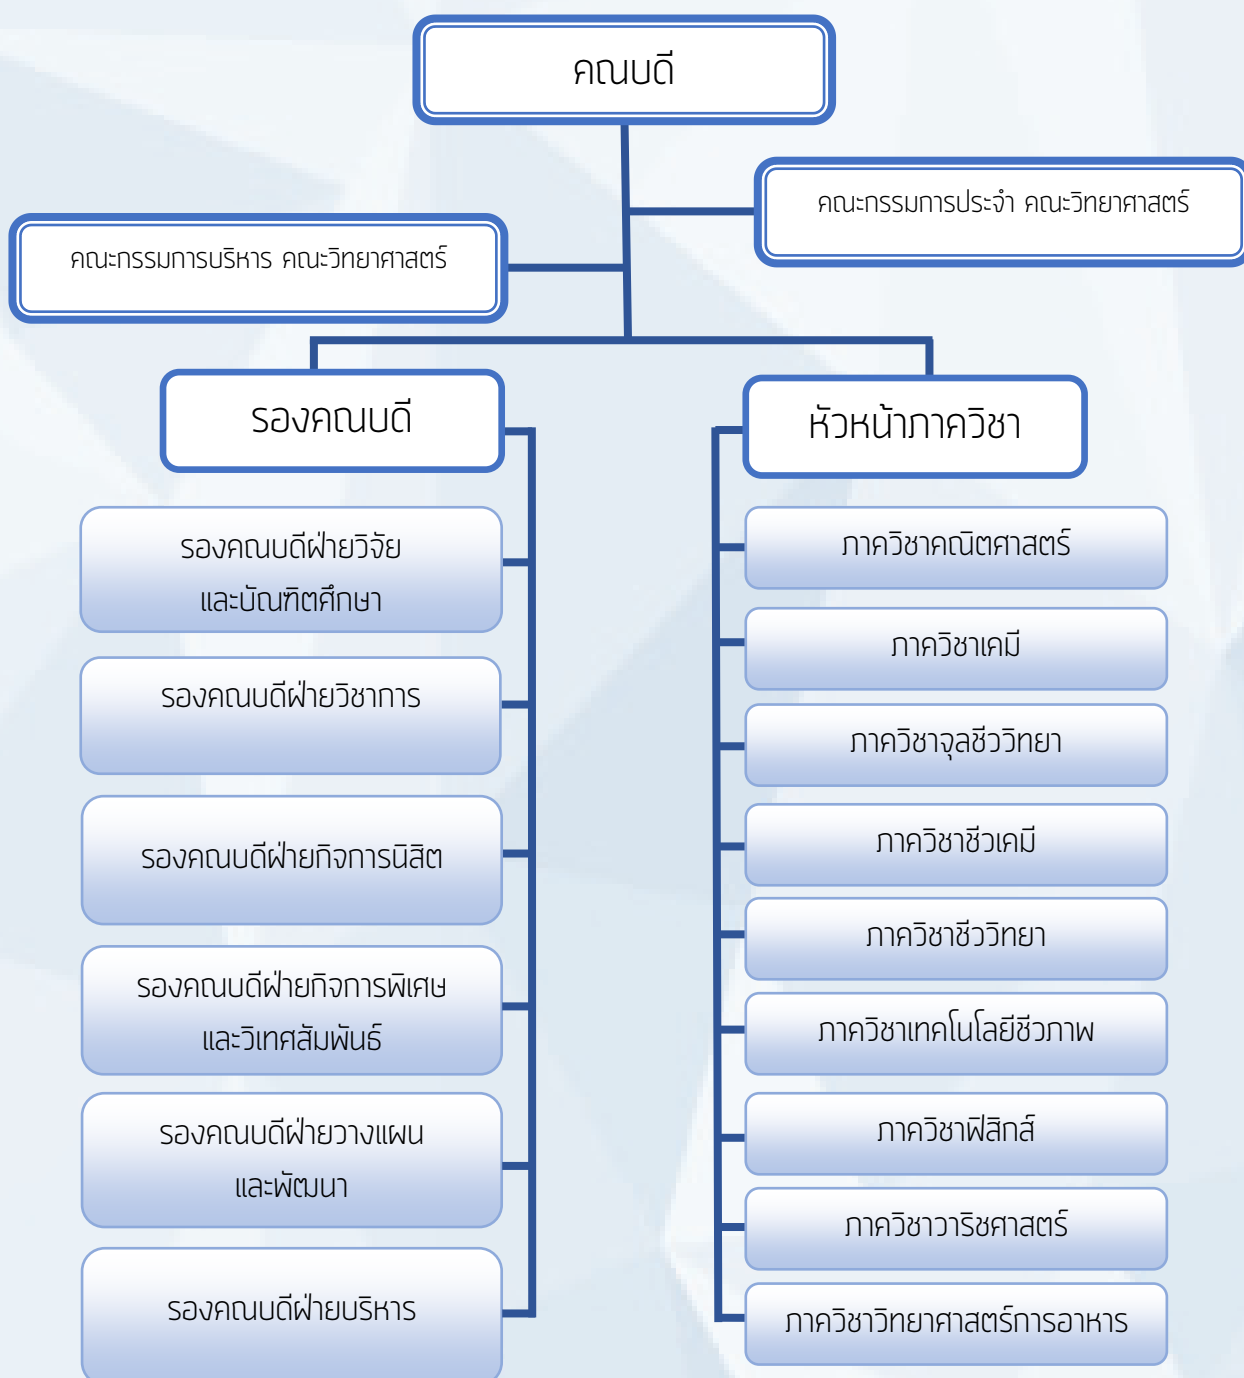 คณบดี
คณะกรรมการประจำ คณะวิทยาศาสตร์
คณะกรรมการบริหาร คณะวิทยาศาสตร์
รองคณบดี
รองคณบดีฝ่ายวิจัย
และบัณฑิตศึกษา
รองคณบดีฝ่ายวิชาการ
รองคณบดีฝ่ายกิจการนิสิต
รองคณบดีฝ่ายกิจการพิเศษ
และวิเทศสัมพันธ์
รองคณบดีฝ่ายวางแผน
และพัฒนา
รองคณบดีฝ่ายบริหาร
หัวหน้าภาควิชา
ภาควิชาคณิตศาสตร์
ภาควิชาเคมี
ภาควิชาจุลชีววิทยา
ภาควิชาชีวเคมี
ภาควิชาชีววิทยา
ภาควิชาเทคโนโลยีชีวภาพ
ภาควิชาฟิสิกส์
ภาควิชาวาริชศาสตร์
ภาควิชาวิทยาศาสตร์การอาหาร